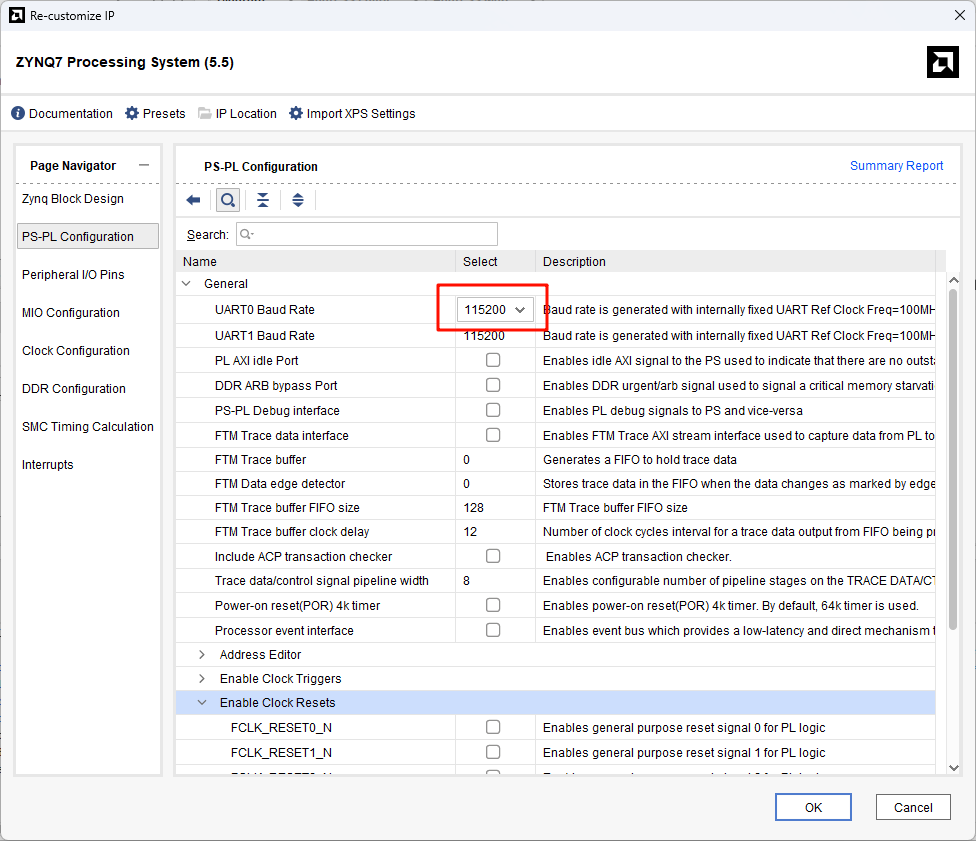 Re-customize IP
ZYNQ7 Processing System (5.5)
Documentation Presets IP Location Import XPS Settings
Page Navigator
Zynq Block Design
PS-PL Configuration
Peripheral I/O Pins
MIO Configuration
Clock Configuration
DDR Configuration
SMC Timing Calculation
Interrupts
PS-PL Configuration Summary Report
Search:
Name Select Description
General
UART0 Baud Rate 115200 Baud rate is generated with internally fixed UART Ref Clock Freq=100MH
UART1 Baud Rate 115200 Baud rate is generated with internally fixed UART Ref Clock Freq=100MH
PL AXI idle Port Enables idle AXI signal to the PS used to indicate that there are no outsta
DDR ARB bypass Port Enables DDR urgent/arb signal used to signal a critical memory starvati
PS-PL Debug interface Enables PL debug signals to PS and vice-versa
FTM Trace data interface Enables FTM Trace AXI stream interface used to capture data from PL to
FTM Trace buffer 0 Generates a FIFO to hold trace data
FTM Data edge detector 0 Stores trace data in the FIFO when the data changes as marked by edge
FTM Trace buffer FIFO size 128 FTM Trace buffer FIFO size
FTM Trace buffer clock delay 12 Number of clock cycles interval for a trace data output from FIFO being pr
Include ACP transaction checker Enables ACP transaction checker.
Trace data/control signal pipeline width 8 Enables configurable number of pipeline stages on the TRACE DATA/CT
Power-on reset(POR) 4k timer Enables power-on reset(POR) 4k timer. By default, 64k timer is used.
Processor event interface Enables event bus which provides a low-latency and direct mechanism t
Address Editor
Enable Clock Triggers
Enable Clock Resets
FCLK_RESET0_N Enables general purpose reset signal 0 for PL logic
FCLK_RESET1_N Enables general purpose reset signal 1 for PL logic
OK Cancel